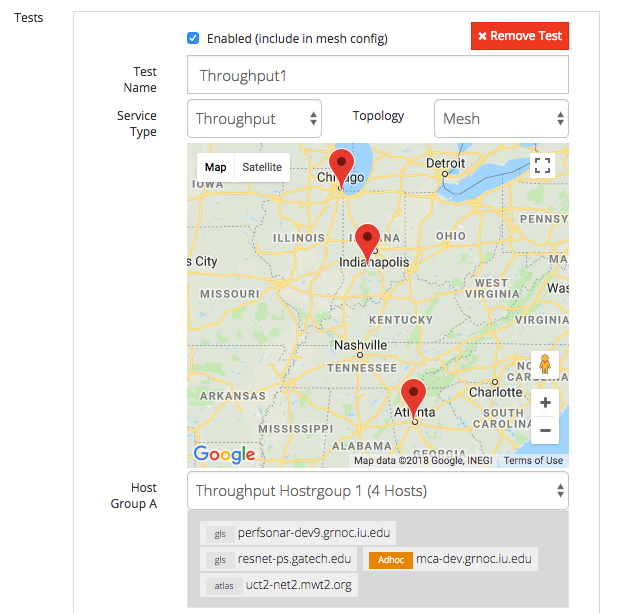 Tests
Enabled (include in mesh config)
✖ Remove Test
Test Name
Throughput1
Service Type
Throughput
Topology
Mesh
Map
Satellite
Detroit
Chicago
IOWA
PENNSY
ILLINOIS
INDIANA
OHIO
s City
Indianapolis
MA
WEST VIRGINIA
Was
MISSOURI
KENTUCKY
VIRGINIA
Nashville
TENNESSEE
NO
CAROLINA
Charlotte
ARKANSAS
Atlanta
SOUTH
CAROLINA
MISSISSIPPI
ALABAMA
GEORGIA
Google
Map data ©2018 Google, INEGI
Terms of Use
Host Group A
Throughput Hostrgoup 1 (4 Hosts)
gls perfsonar-dev9.grnoc.iu.edu
gls resnet-ps.gatech.edu Adhoc mca-dev.grnoc.iu.edu
atlas uct2-net2.mwt2.org